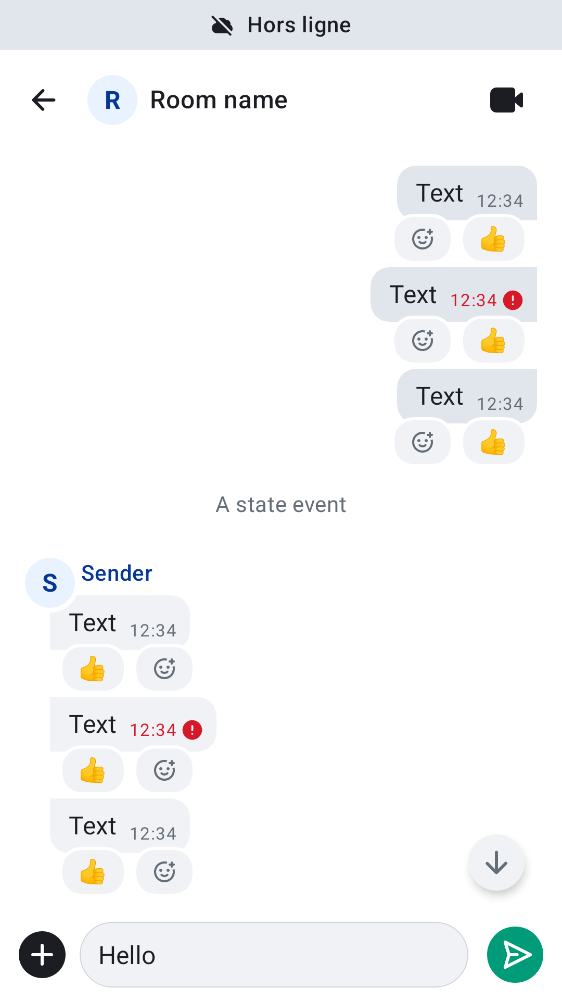 Hors ligne
R Room name
Text 12:34
👍
Text 12:34
👍
Text 12:34
👍
A state event
S Sender
Text 12:34
👍
Text 12:34
👍
Text 12:34
👍
Hello